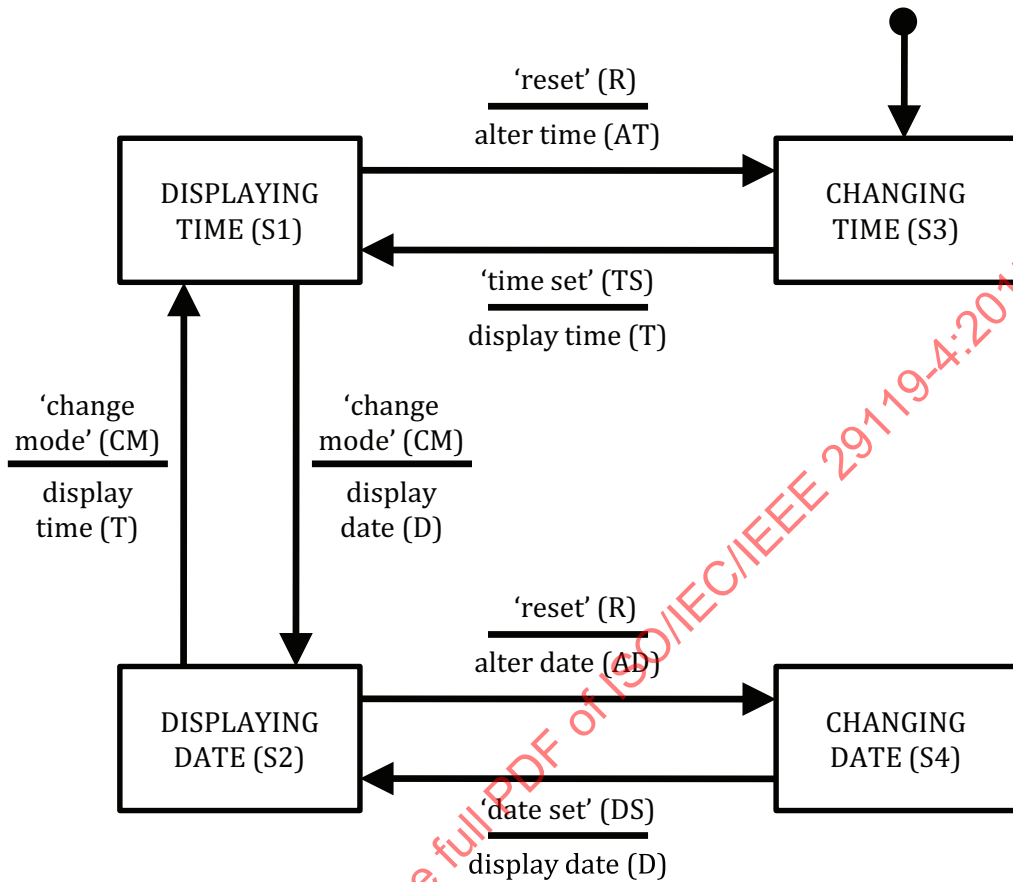 ‘reset’ (R)
alter time (AT)
DISPLAYING
TIME (S1)
CHANGING
TIME (S3)
‘time set’ (TS)
display time (T)
‘change
mode’ (CM)
display
time (T)
‘change
mode’ (CM)
display
date (D)
‘reset’ (R)
alter date (AD)
DISPLAYING
DATE (S2)
CHANGING
DATE (S4)
‘date set’ (DS)
display date (D)
full PDF of ISO/IEC/IEEE 29119-4:201